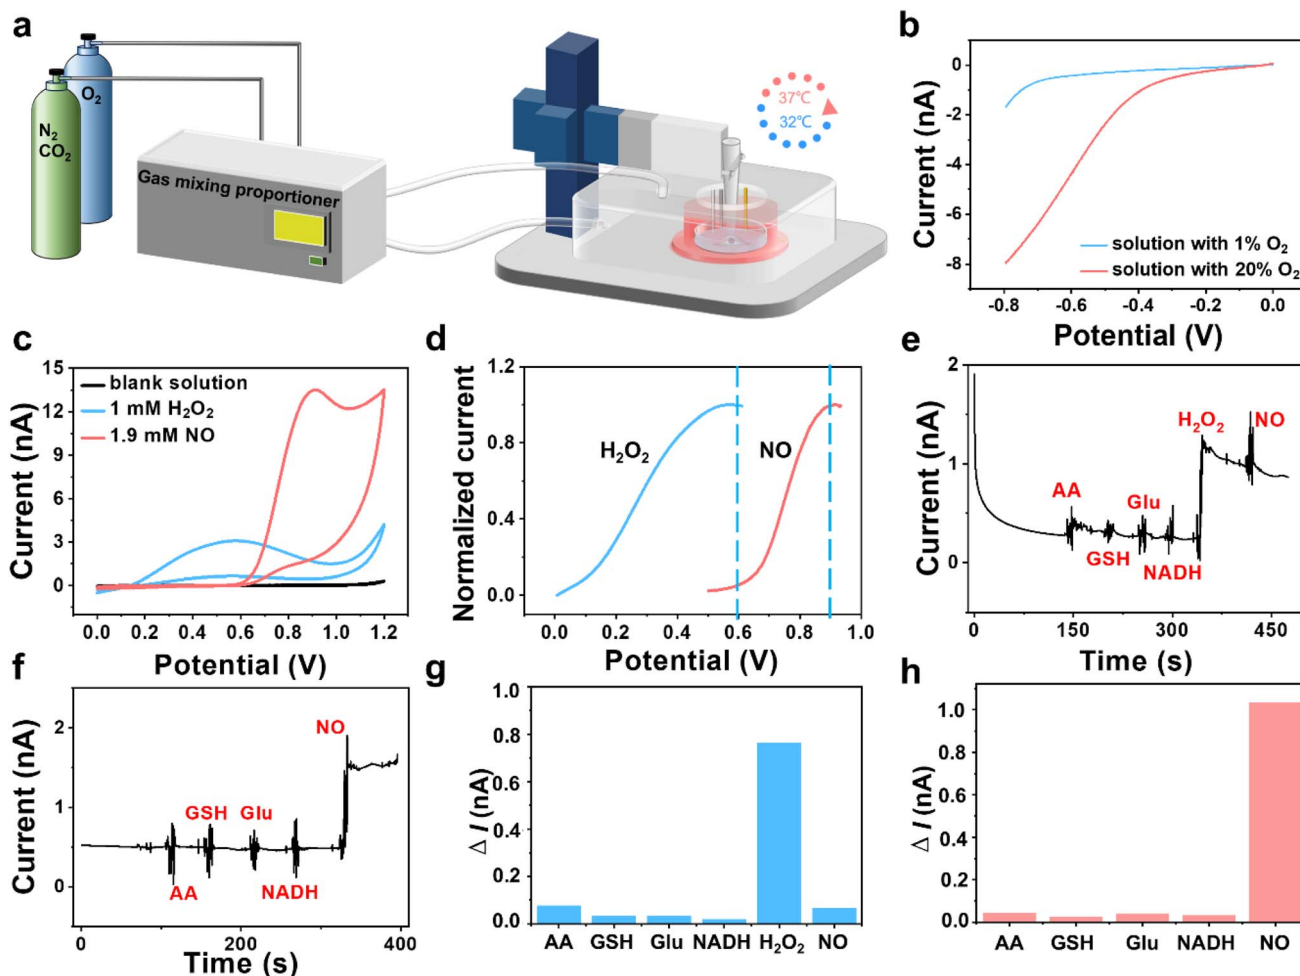 a
O₂
N₂
CO₂
Gas mixing proportioner
37℃
32℃
b
0
-2
-4
-6
-8
Current (nA)
solution with 1% O₂
solution with 20% O₂
-0.8 -0.6 -0.4 -0.2 0.0
Potential (V)
c
15
12
9
6
3
0
Current (nA)
blank solution
1 mM H₂O₂
1.9 mM NO
0.0 0.2 0.4 0.6 0.8 1.0 1.2
Potential (V)
d
1.2
0.8
0.4
0.0
Normalized current
H₂O₂
NO
0.0 0.2 0.4 0.6 0.8 1.0
Potential (V)
e
2
1
0
Current (nA)
AA
GSH
Glu
NADH
H₂O₂
NO
0 150 300 450
Time (s)
f
2
1
0
Current (nA)
AA
GSH
Glu
NADH
NO
0 200 400
Time (s)
g
1.0
0.8
0.6
0.4
0.2
0.0
Δ I (nA)
AA GSH Glu NADH H₂O₂ NO
h
1.0
0.8
0.6
0.4
0.2
0.0
Δ I (nA)
AA GSH Glu NADH NO